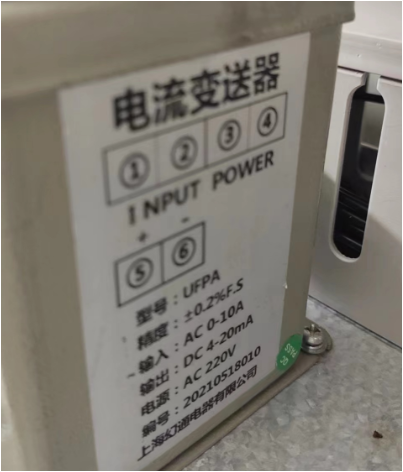 电流变送器
① ② ③ ④
INPUT POWER
+ -
⑤ ⑥
型号：UFPA
精度：±0.2%F.S
输入：AC 0-10A
输出：DC 4-20mA
电源：AC 220V
编号：20210518010
上海幻通电器有限公司